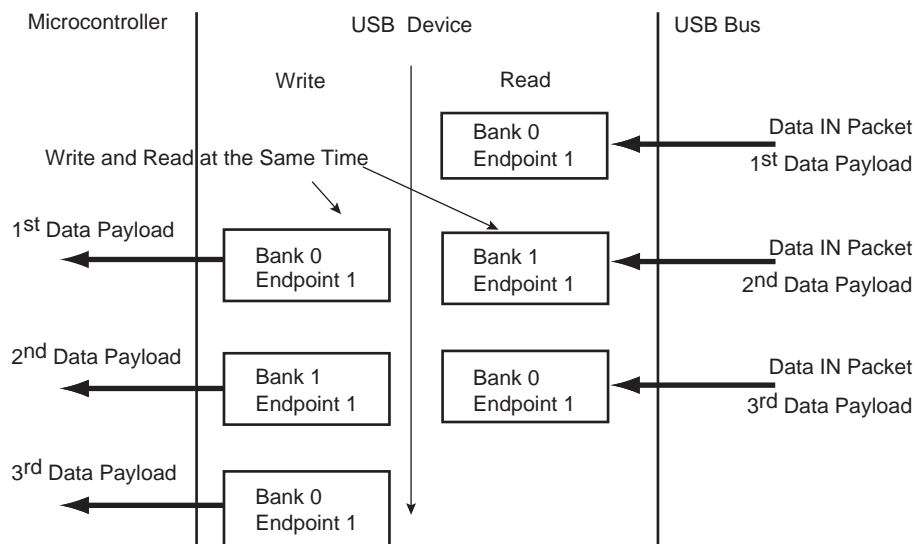 Microcontroller
USB Device
USB Bus
Write
Read
Bank 0
Endpoint 1
Data IN Packet
1st Data Payload
Write and Read at the Same Time
1st Data Payload
Bank 0
Endpoint 1
Bank 1
Endpoint 1
Data IN Packet
2nd Data Payload
2nd Data Payload
Bank 1
Endpoint 1
Bank 0
Endpoint 1
Data IN Packet
3rd Data Payload
3rd Data Payload
Bank 0
Endpoint 1